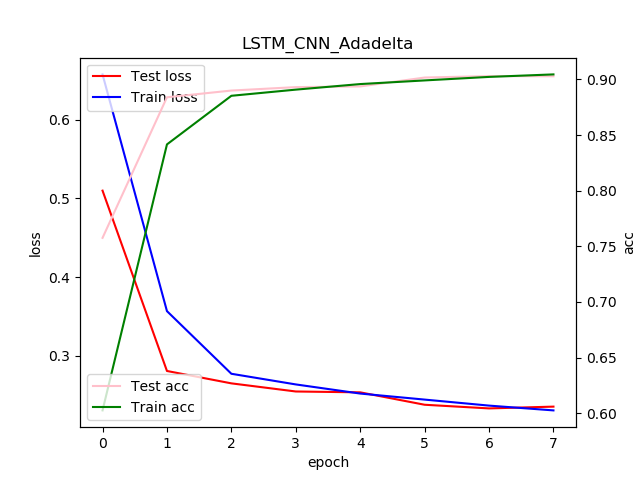 LSTM_CNN_Adadelta
Test loss
Train loss
Test acc
Train acc
loss
0.6
0.5
0.4
0.3
acc
0.90
0.85
0.80
0.75
0.70
0.65
0.60
0 1 2 3 4 5 6 7
epoch